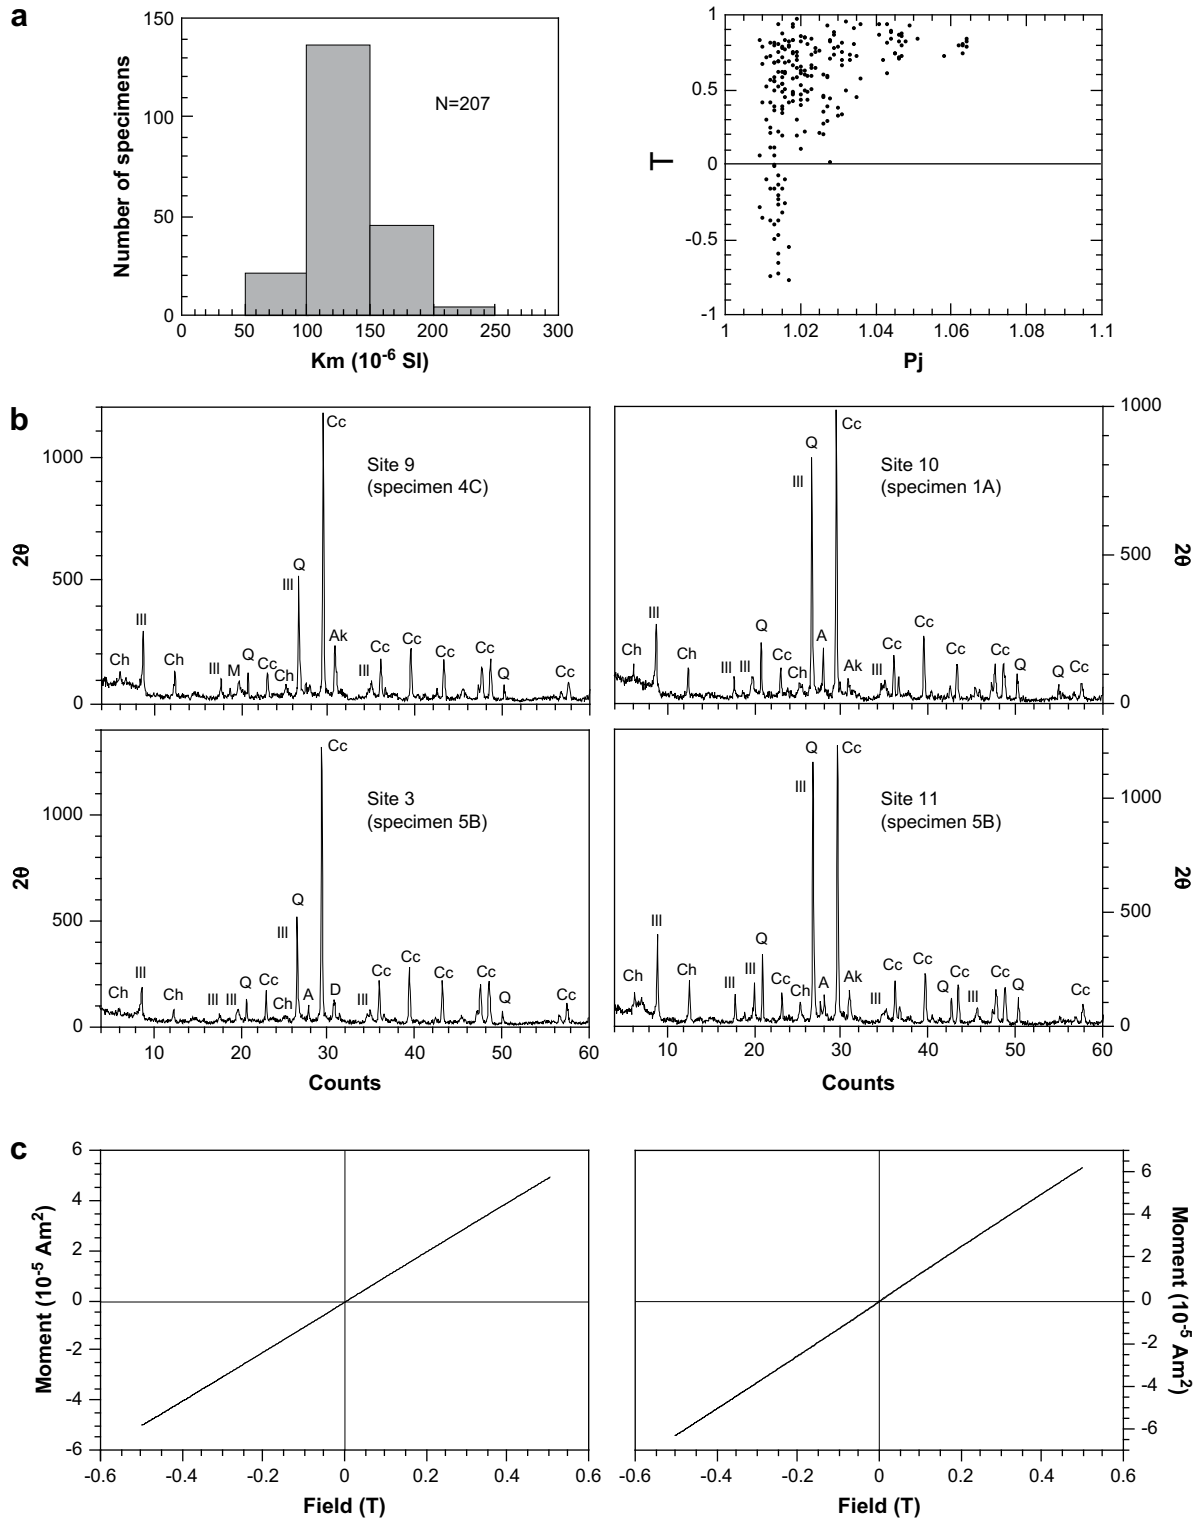 a
150
100
50
0
Number of specimens
N=207
0 50 100 150 200 250 300
Km (10-6 SI)
1
0.5
0
-0.5
-1
T
1 1.02 1.04 1.06 1.08 1.1
Pj
b
1000
500
0
2θ
Site 9
(specimen 4C)
Ch Ill Ch Ill M Q Cc Ch Ill Q Cc Ak Ill Cc Cc Cc Cc Q Cc
1000
500
0
2θ
Site 10
(specimen 1A)
Ch Ill Ch Ill Ill Q Cc Ch Ill Q A Cc Ak Ill Cc Cc Cc Cc Q Q Cc
1000
500
0
2θ
Site 3
(specimen 5B)
Ch Ill Ch Ill Ill Q Cc Ch Ill Q A Cc D Ill Cc Cc Cc Cc Q Cc
10 20 30 40 50 60
Counts
1000
500
0
2θ
Site 11
(specimen 5B)
Ch Ill Ch Ill Ill Q Cc Ch Ill Q A Cc Ak Ill Cc Cc Q Cc Ill Cc Q Cc
10 20 30 40 50 60
Counts
c
6
4
2
0
-2
-4
-6
Moment (10-5 Am2)
-0.6 -0.4 -0.2 0 0.2 0.4 0.6
Field (T)
6
4
2
0
-2
-4
-6
Moment (10-5 Am2)
-0.6 -0.4 -0.2 0 0.2 0.4 0.6
Field (T)